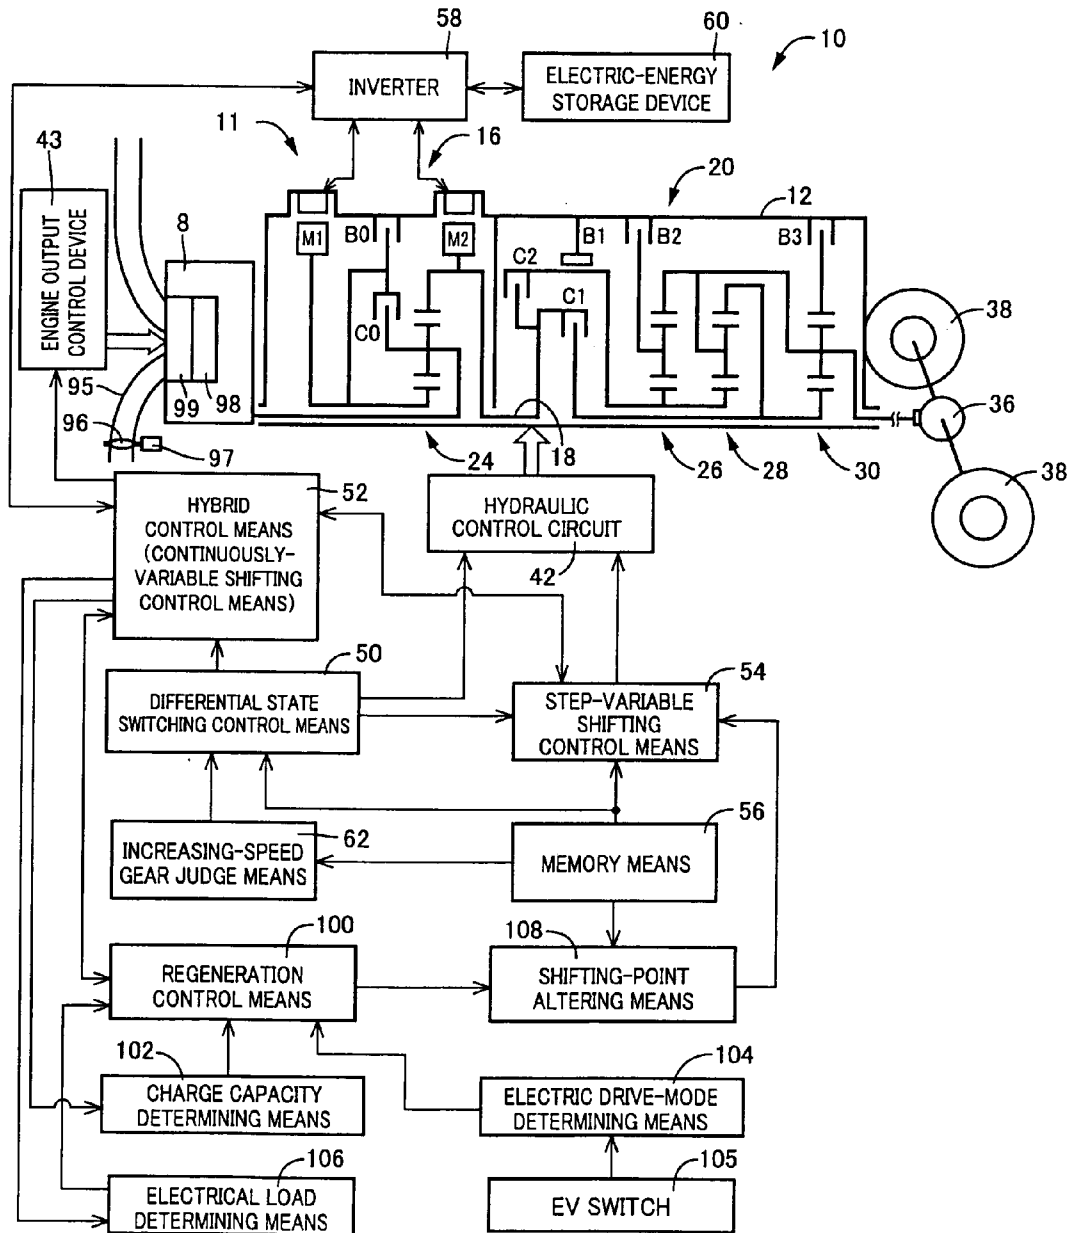 58
60
10
INVERTER
ELECTRIC-ENERGY
STORAGE DEVICE
11
16
43
20
12
ENGINE OUTPUT
CONTROL DEVICE
8
M1
B0
M2
B1
B2
B3
C2
C1
C0
38
95
99
98
36
96
97
24
18
26
28
30
38
52
HYBRID
CONTROL MEANS
(CONTINUOUSLY-
VARIABLE SHIFTING
CONTROL MEANS)
HYDRAULIC
CONTROL CIRCUIT
42
50
54
DIFFERENTIAL STATE
SWITCHING CONTROL MEANS
STEP-VARIABLE
SHIFTING
CONTROL MEANS
62
56
INCREASING-SPEED
GEAR JUDGE MEANS
MEMORY MEANS
100
108
REGENERATION
CONTROL MEANS
SHIFTING-POINT
ALTERING MEANS
102
104
CHARGE CAPACITY
DETERMINING MEANS
ELECTRIC DRIVE-MODE
DETERMINING MEANS
106
105
ELECTRICAL LOAD
DETERMINING MEANS
EV SWITCH